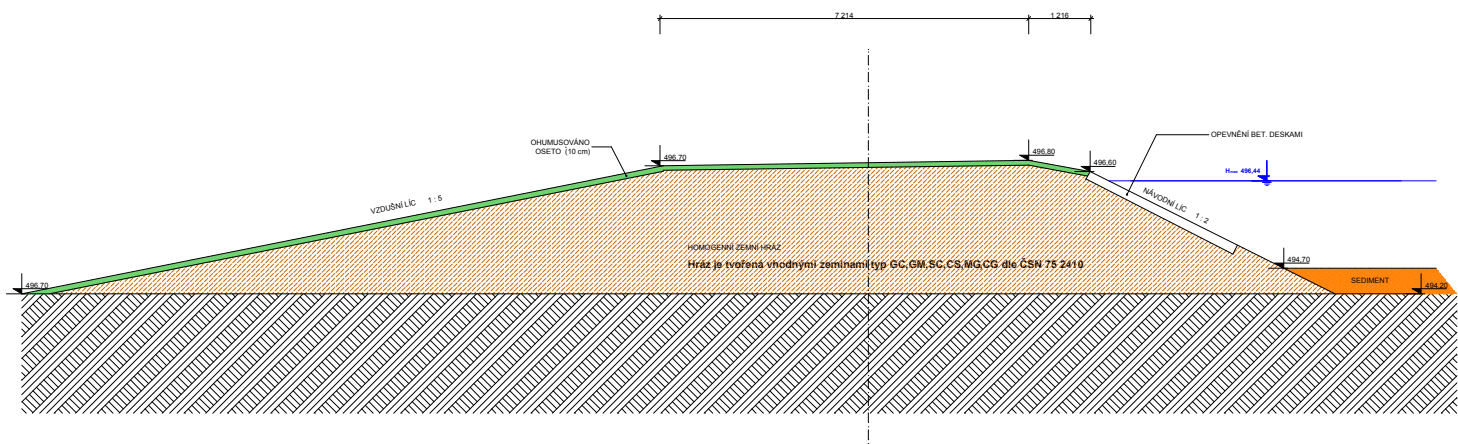 7 214
1 216
OHUMUSOVÁNO
OSETO (10 cm)
496,70
496,80
496,60
OPEVNĚNÍ BET. DESKAMI
Hmax 496,44
VZDUŠNÍ LÍC 1 : 5
NÁVODNÍ LÍC 1 : 2
HOMOGENNÍ ZEMNÍ HRÁZ
Hráz je tvořena vhodnými zeminami typ GC,GM,SC,CS,MG,CG dle ČSN 75 2410
494,70
SEDIMENT
496,70
494,20